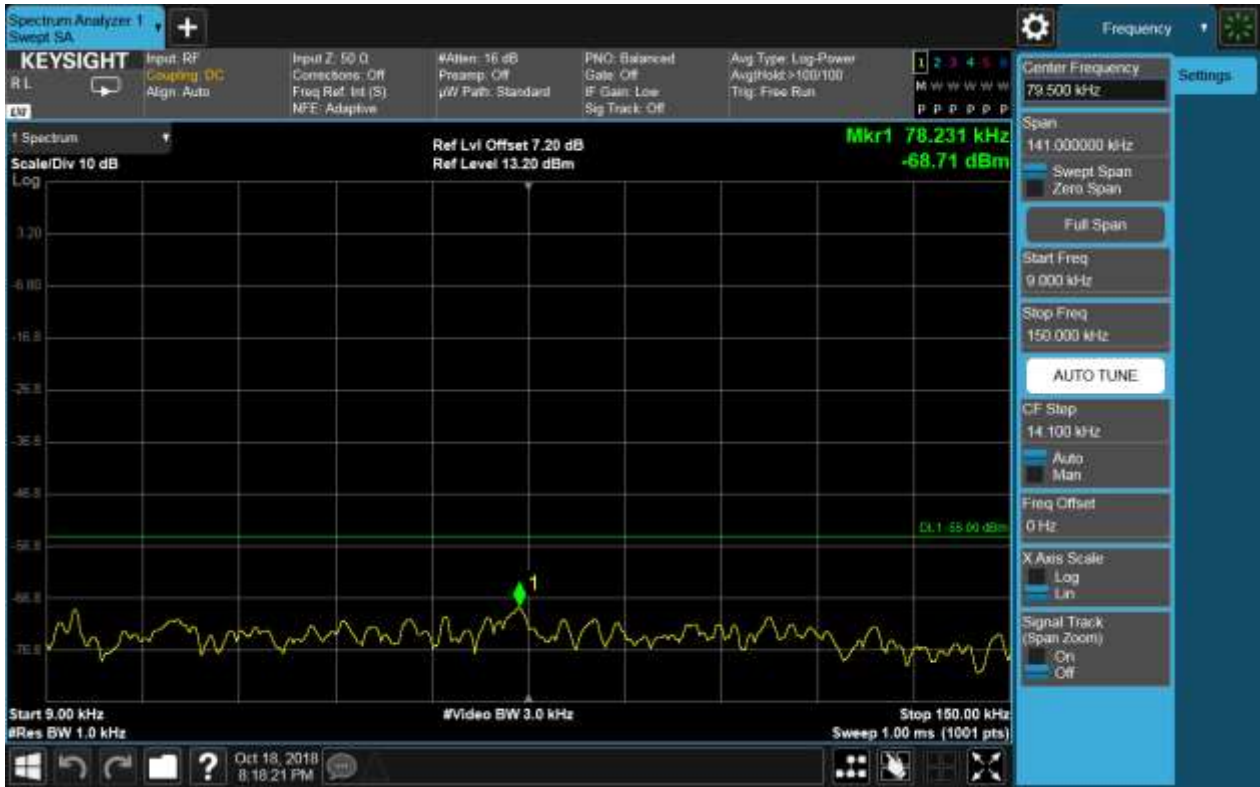 Spectrum Analyzer 1
Swept SA
Frequency
KEYSIGHT
R L
Input: RF
Coupling: DC
Align: Auto
Input Z: 50 Ω
Corrections: Off
Freq Ref: Int (S)
NFE: Adaptive
#Atten: 16 dB
Preamp: Off
µW Path: Standard
PNO: Balanced
Gate: Off
IF Gain: Low
Sig Track: Off
Avg Type: Log-Power
Avg|Hold:>100/100
Trig: Free Run
1 2 3 4 5 6
M W W W W W
P P P P P P
Center Frequency
79.500 kHz
Settings
Span
141.000000 kHz
Swept Span
Zero Span
Full Span
Start Freq
9.000 kHz
Stop Freq
150.000 kHz
AUTO TUNE
CF Step
14.100 kHz
Auto
Man
Freq Offset
0 Hz
X Axis Scale
Log
Lin
Signal Track
(Span Zoom)
On
Off
1 Spectrum
Scale/Div 10 dB
Log
Ref Lvl Offset 7.20 dB
Ref Level 13.20 dBm
Mkr1 78.231 kHz
-68.71 dBm
3.20
-6.80
-16.8
-26.8
-36.8
-46.8
DL1 -55.00 dBm
-56.8
1
-66.8
-76.8
Start 9.00 kHz
#Video BW 3.0 kHz
Stop 150.00 kHz
#Res BW 1.0 kHz
Sweep 1.00 ms (1001 pts)
?
Oct 18, 2018
8:18:21 PM